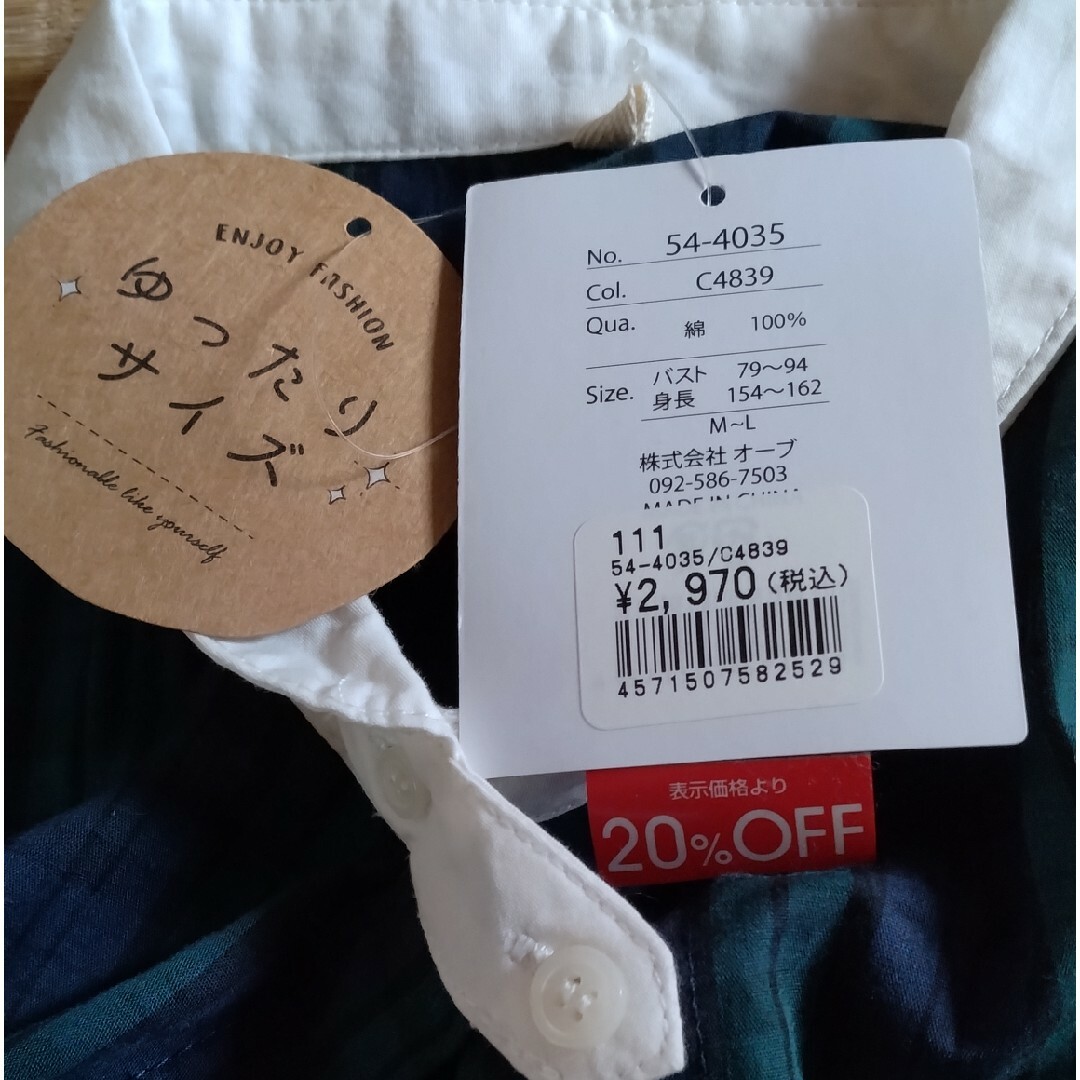 ENJOY FASHION
ゆったり
サイズ
Fashionable like yourself
No. 54-4035
Col. C4839
Qua. 綿 100%
Size. バスト 79〜94
身長 154〜162
M~L
株式会社 オーブ
092-586-7503
MADE IN CHINA
111
54-4035/C4839
¥2,970(税込)
4571507582529
表示価格より
20%OFF